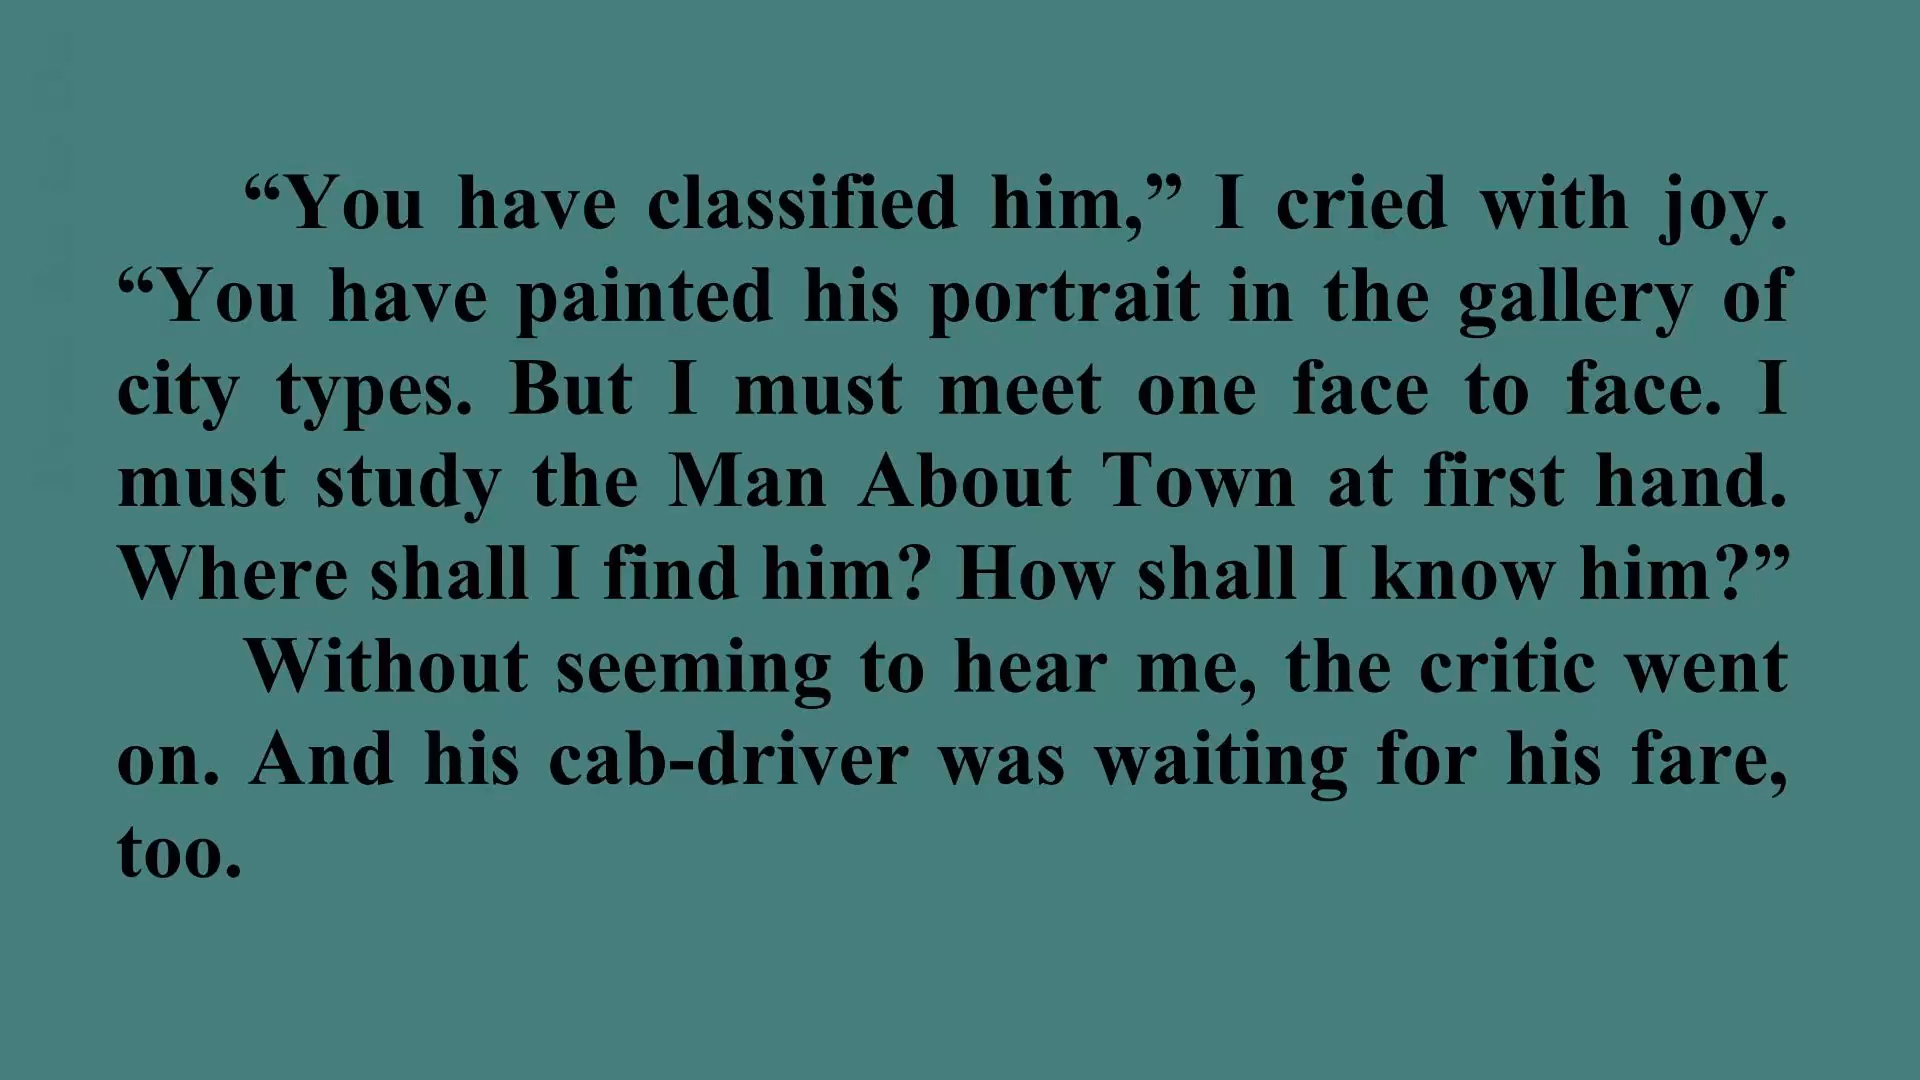 “You have classified him,” I cried with joy.
“You have painted his portrait in the gallery of
city types. But I must meet one face to face. I
must study the Man About Town at first hand.
Where shall I find him? How shall I know him?”
Without seeming to hear me, the critic went
on. And his cab-driver was waiting for his fare,
too.